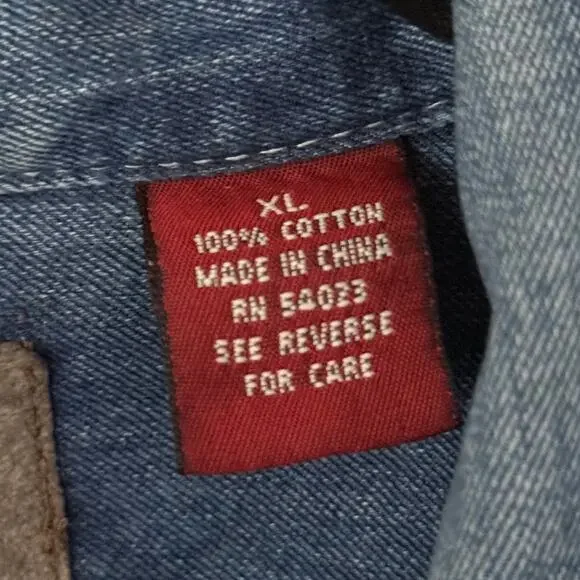 XL
100% COTTON
MADE IN CHINA
RN 54023
SEE REVERSE
FOR CARE